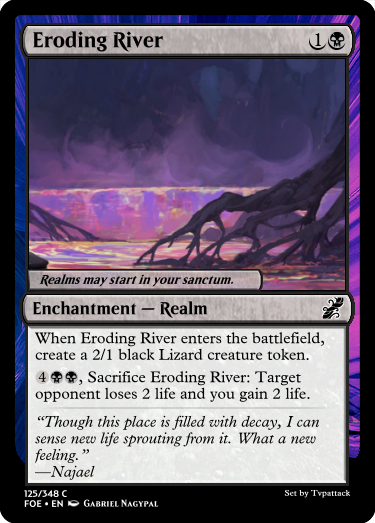 Eroding River 1
Realms may start in your sanctum.
Enchantment — Realm
When Eroding River enters the battlefield,
create a 2/1 black Lizard creature token.
4, Sacrifice Eroding River: Target
opponent loses 2 life and you gain 2 life.
“Though this place is filled with decay, I can
sense new life sprouting from it. What a new
feeling.”
—Najael
125/348 C
FOE • EN Gabriel Nagypal
Set by Tvpattack